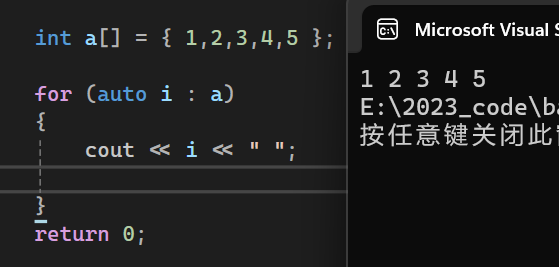 int a[] = { 1,2,3,4,5 };
for (auto i : a)
{
cout << i << " ";
}
return 0;
Microsoft Visual
1 2 3 4 5
E:\2023_code\
按任意键关闭此